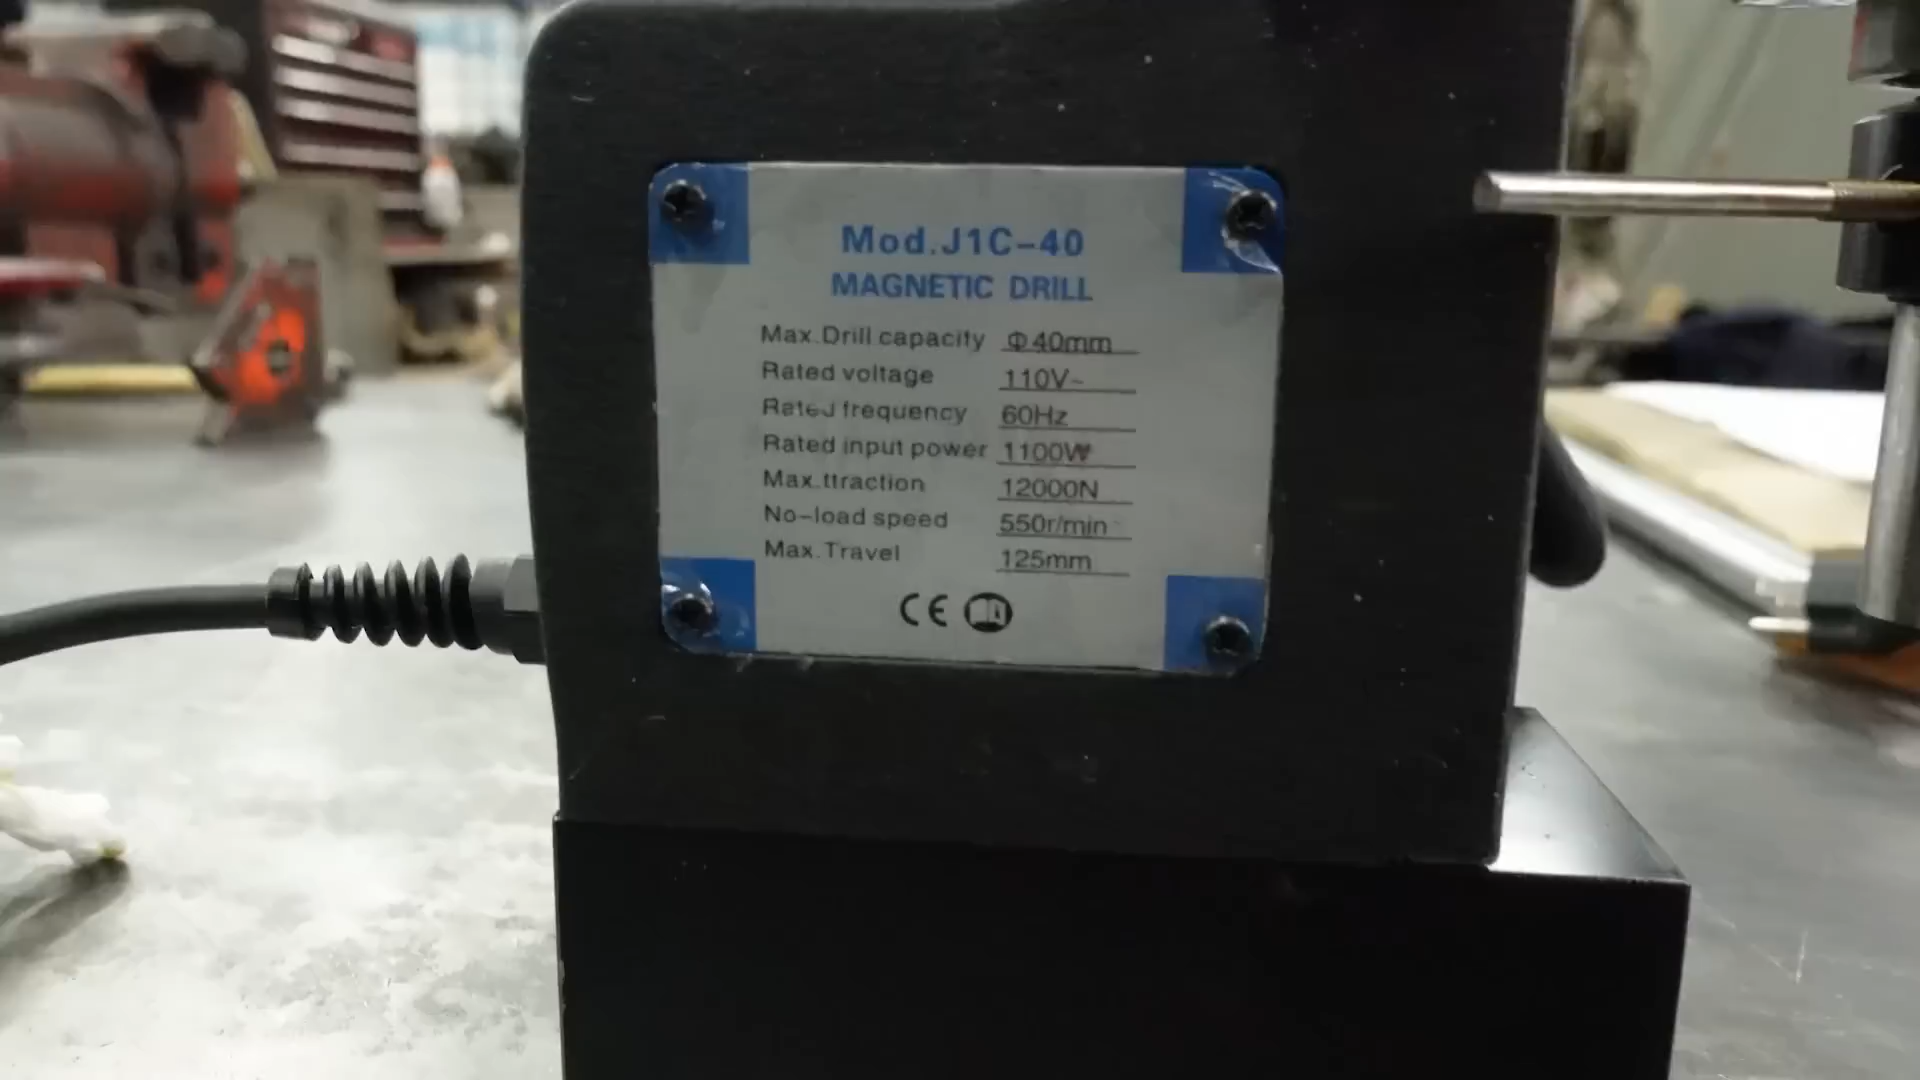 Mod.J1C-40
MAGNETIC DRILL
Max.Drill capacity Φ40mm
Rated voltage 110V~
Rated frequency 60Hz
Rated input power 1100W
Max.ttraction 12000N
No-load speed 550r/min
Max.Travel 125mm
CE